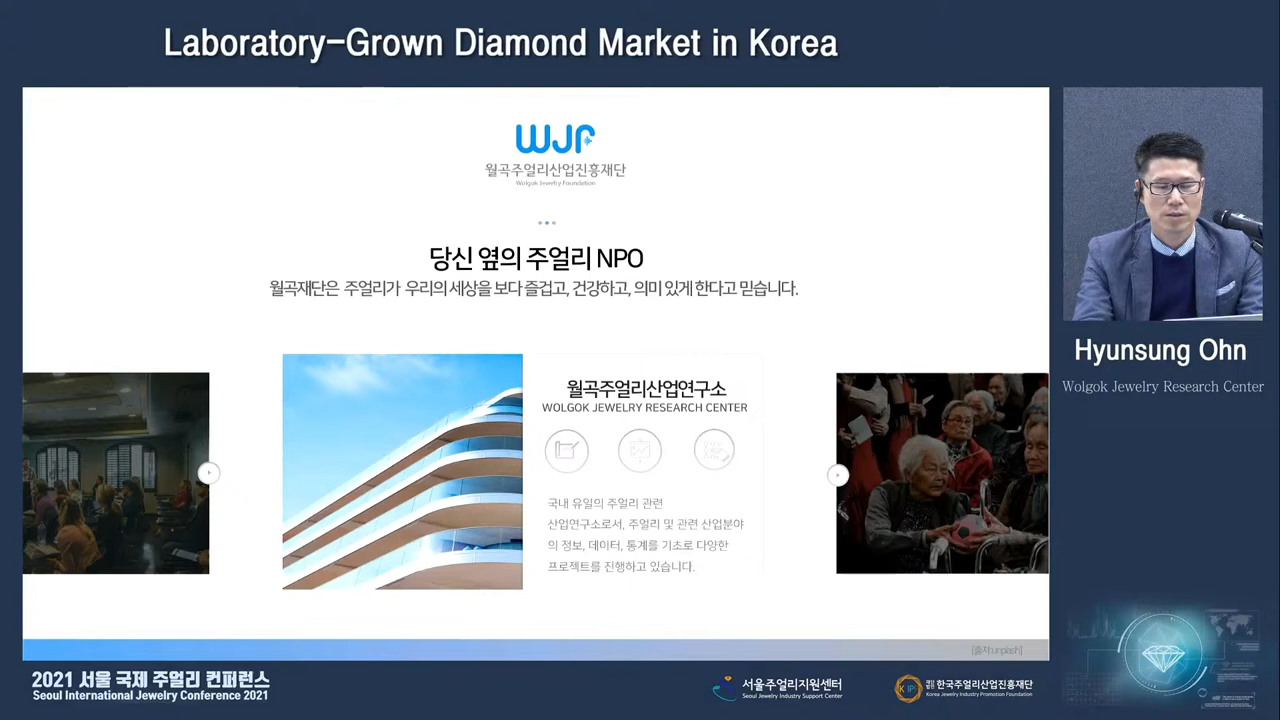 Laboratory-Grown Diamond Market in Korea
WJF
월곡주얼리산업진흥재단
Wolgok Jewelry Foundation
당신 옆의 주얼리 NPO
월곡재단은 주얼리가 우리의 세상을 보다 즐겁고, 건강하고, 의미 있게 한다고 믿습니다.
월곡주얼리산업연구소
WOLGOK JEWELRY RESEARCH CENTER
국내 유일의 주얼리 관련
산업연구소로서, 주얼리 및 관련 산업분야
의 정보, 데이터, 통계를 기초로 다양한
프로젝트를 진행하고 있습니다.
[출처:unplash]
Hyunsung Ohn
Wolgok Jewelry Research Center
2021 서울 국제 주얼리 컨퍼런스
Seoul International Jewelry Conference 2021
서울주얼리지원센터
Seoul Jewelry Industry Support Center
KJIPF
재단법인 한국주얼리산업진흥재단
Korea Jewelry Industry Promotion Foundation